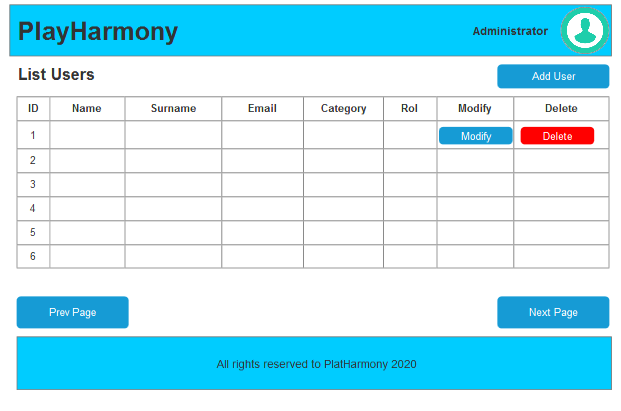 PlayHarmony
Administrator
List Users
Add User
ID Name Surname Email Category Rol Modify Delete
1 Modify Delete
2
3
4
5
6
Prev Page
Next Page
All rights reserved to PlatHarmony 2020